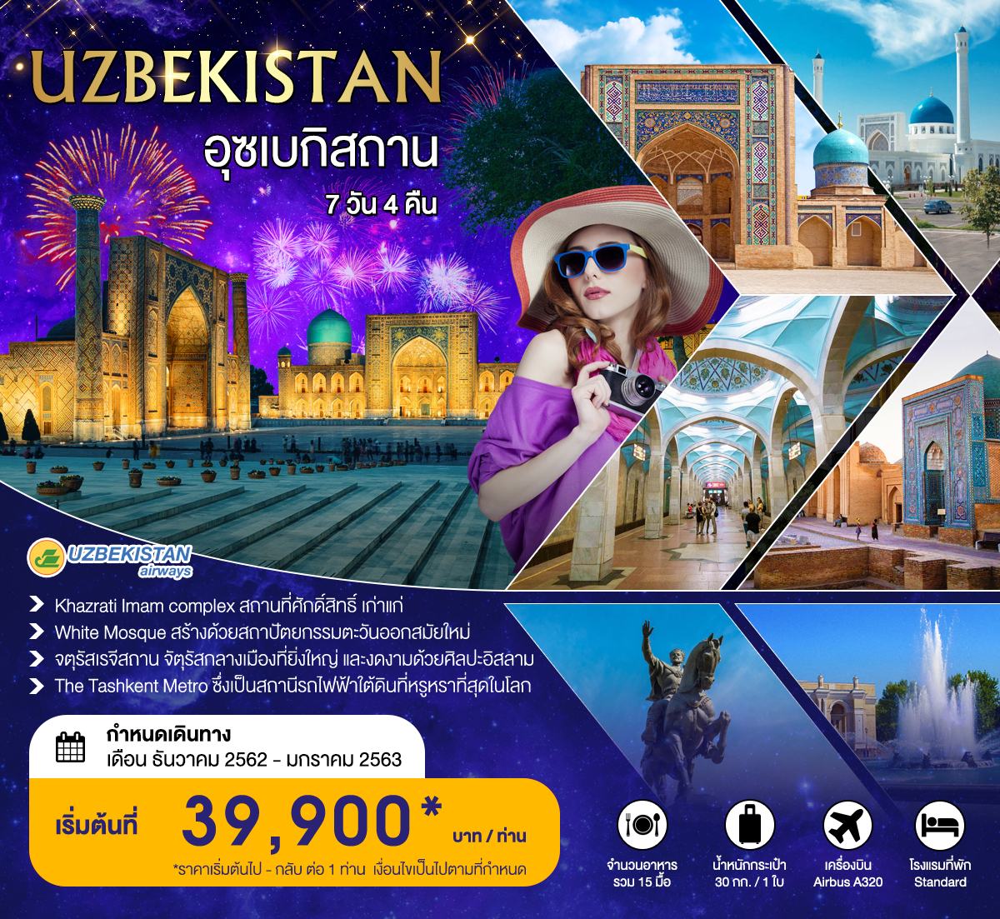 UZBEKISTAN
อุซเบกิสถาน
7 วัน 4 คืน
UZBEKISTAN
airways
Khazrati Imam complex สถานที่ศักดิ์สิทธิ์ เก่าแก่
White Mosque สร้างด้วยสถาปัตยกรรมตะวันออกสมัยใหม่
จตุรัสเรจีสถาน จัตุรัสกลางเมืองที่ยิ่งใหญ่ และงดงามด้วยศิลปะอิสลาม
The Tashkent Metro ซึ่งเป็นสถานีรถไฟฟ้าใต้ดินที่หรูหราที่สุดในโลก
กำหนดเดินทาง
เดือน ธันวาคม 2562 - มกราคม 2563
เริ่มต้นที่ 39,900* บาท / ท่าน
*ราคาเริ่มต้นไป - กลับ ต่อ 1 ท่าน เงื่อนไขเป็นไปตามที่กำหนด
จำนวนอาหาร
รวม 15 มื้อ
น้ำหนักกระเป๋า
30 กก. / 1 ใบ
เครื่องบิน
Airbus A320
โรงแรมที่พัก
Standard